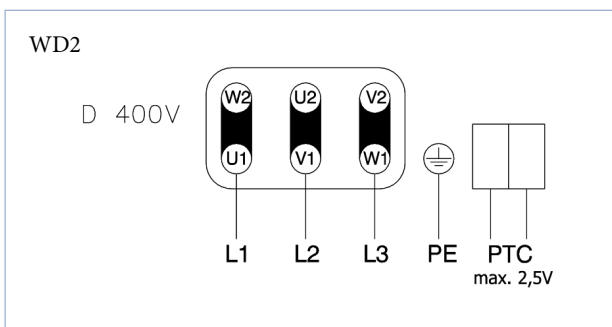 WD2
D 400V
W2 U2 V2
U1 V1 W1
L1 L2 L3 PE PTC
max. 2,5V